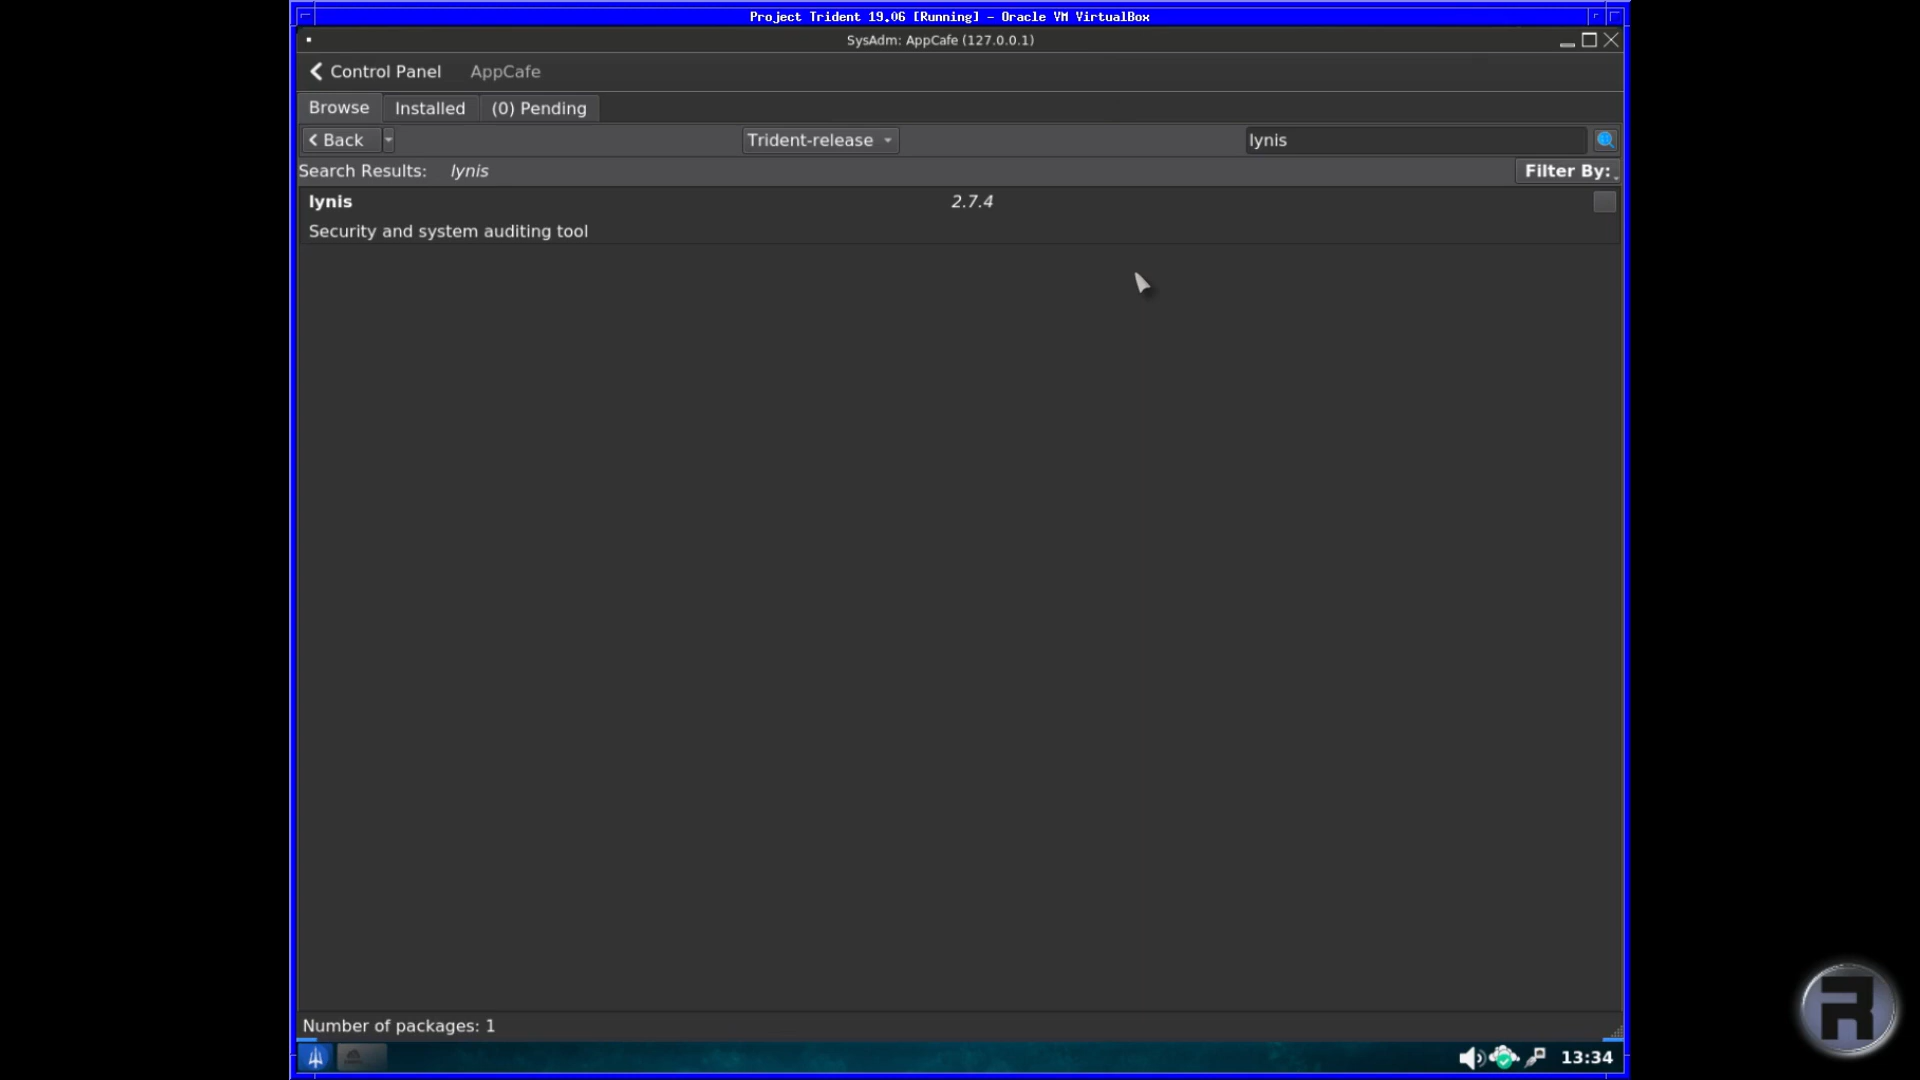 Project Trident 19.06 [Running] - Oracle VM VirtualBox
SysAdm: AppCafe (127.0.0.1)
Control Panel AppCafe
Browse Installed (0) Pending
Back Trident-release lynis
Search Results: lynis Filter By:
lynis 2.7.4
Security and system auditing tool
Number of packages: 1
13:34
R